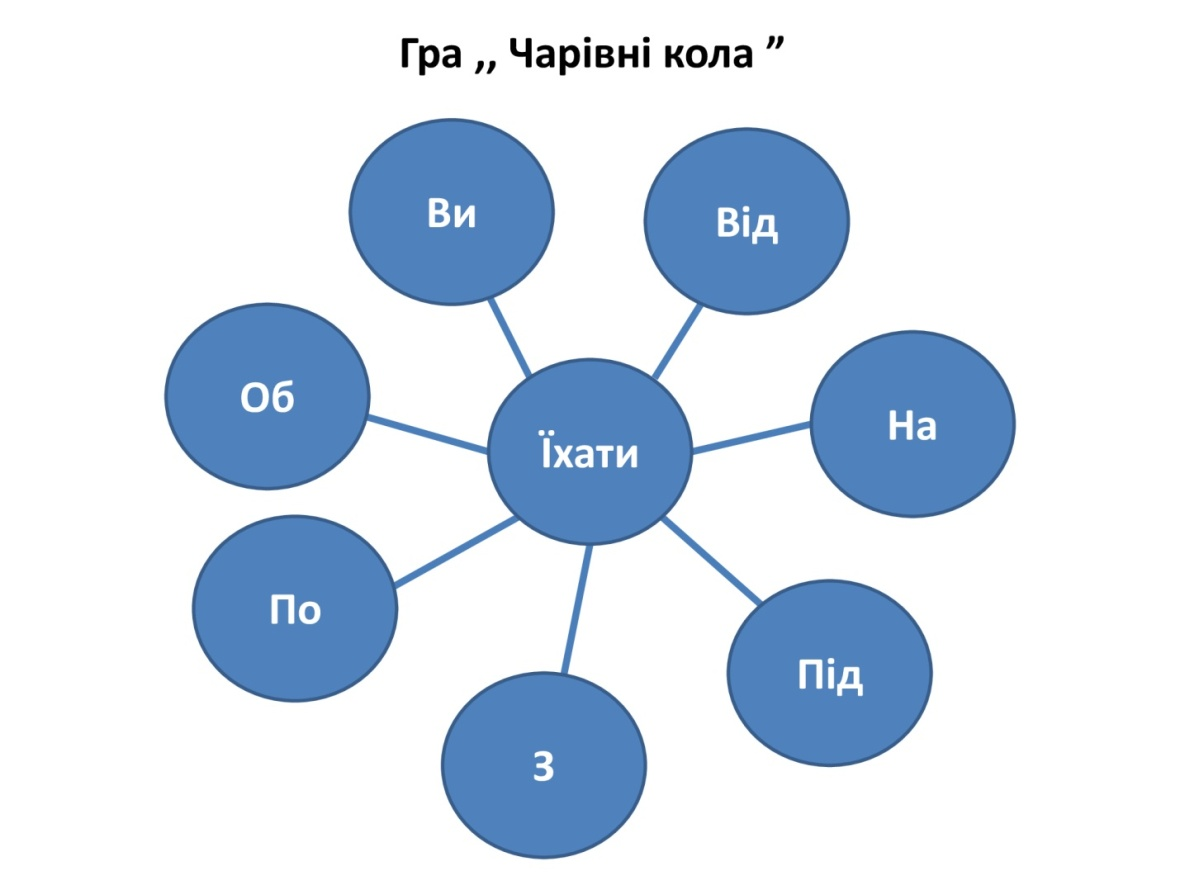 Гра ,, Чарівні кола ”
Ви
Від
Об
На
Їхати
По
Під
З